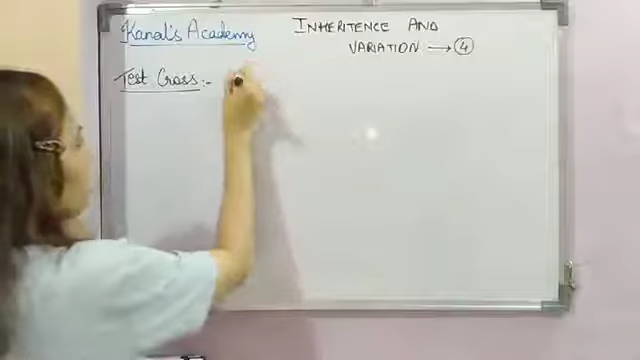 Kanal's Academy
INHERITENCE AND
VARIATION → 4
Test Cross:-